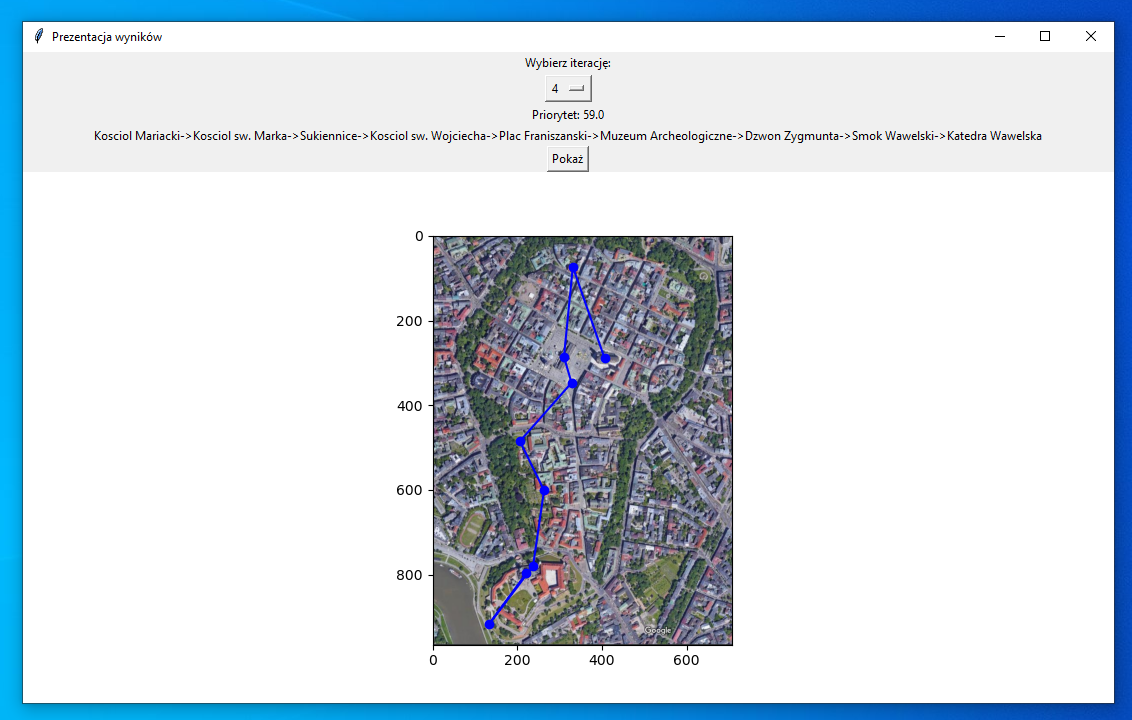 Prezentacja wyników
Wybierz iterację:
4
Priorytet: 59.0
Kosciol Mariacki->Kosciol sw. Marka->Sukiennice->Kosciol sw. Wojciecha->Plac Franiszanski->Muzeum Archeologiczne->Dzwon Zygmunta->Smok Wawelski->Katedra Wawelska
Pokaż
0
200
400
600
800
0 200 400 600
Google